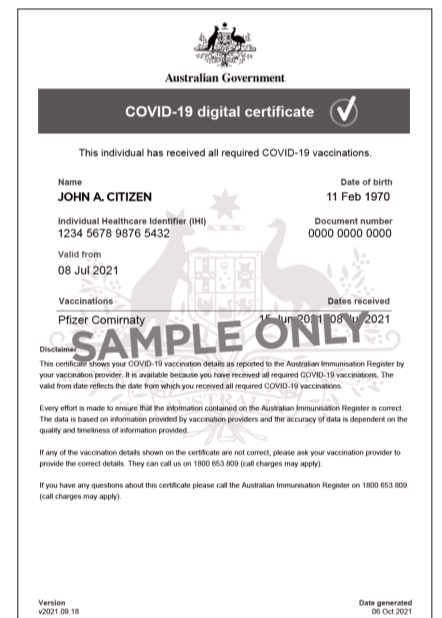 Australian Government
COVID-19 digital certificate
This individual has received all required COVID-19 vaccinations.
Name Date of birth
JOHN A. CITIZEN 11 Feb 1970
Individual Healthcare Identifier (IHI) Document number
1234 5678 9876 5432 0000 0000 0000
Valid from
08 Jul 2021
Vaccinations Dates received
Pfizer Comirnaty 15 Jun 2021 08 Jul 2021
SAMPLE ONLY
Disclaimer
This certificate shows your COVID-19 vaccination details as reported to the Australian Immunisation Register by
your vaccination provider. It is available because you have received all required COVID-19 vaccinations. The
valid from date reflects the date from which you received all required COVID-19 vaccinations.
Every effort is made to ensure that the information contained on the Australian Immunisation Register is correct.
The data is based on information provided by vaccination providers and the accuracy of data is dependent on the
quality and timeliness of information provided.
If any of the vaccination details shown on the certificate are not correct, please ask your vaccination provider to
provide the correct details. They can call us on 1800 653 809 (call charges may apply).
If you have any questions about this certificate please call the Australian Immunisation Register on 1800 653 809
(call charges may apply).
Version Date generated
v2021.09.18 06 Oct 2021